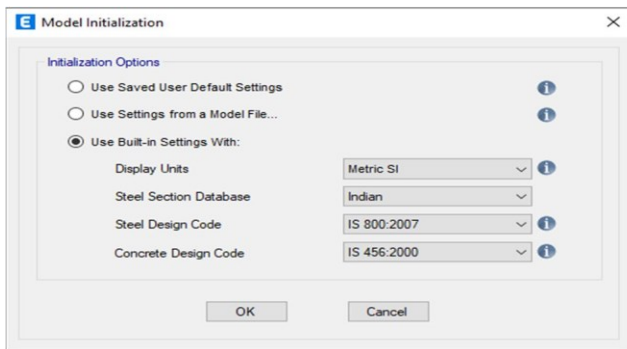 E Model Initialization
Initialization Options
Use Saved User Default Settings
Use Settings from a Model File...
Use Built-in Settings With:
Display Units Metric SI
Steel Section Database Indian
Steel Design Code IS 800:2007
Concrete Design Code IS 456:2000
OK Cancel